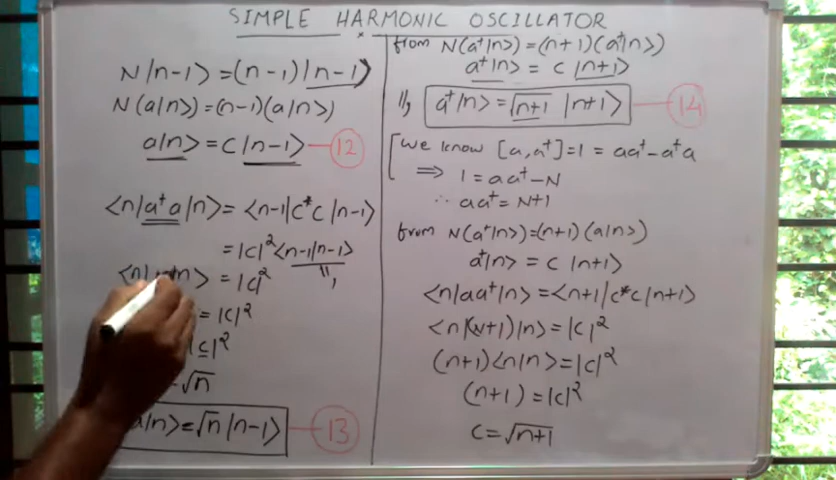 SIMPLE HARMONIC OSCILLATOR
N|n-1> = (n-1)|n-1>
N(a|n>) = (n-1)(a|n>)
a|n> = C|n-1> — 12
<n|a†a|n> = <n-1|c*c|n-1>
= |c|²<n-1|n-1>
<n| |n> = |c|²
= |c|²
|c|²
√n
a|n> = √n |n-1> — 13
from N(a†|n>) = (n+1)(a†|n>)
a†|n> = C |n+1>
a†|n> = √n+1 |n+1> — 14
[We know [a, a†] = 1 = aa† - a†a
⇒ 1 = aa† - N
∴ aa† = N+1
from N(a†|n>) = (n+1)(a|n>)
a†|n> = C |n+1>
<n|aa†|n> = <n+1|c*c|n+1>
<n|(N+1)|n> = |c|²
(n+1)<n|n> = |c|²
(n+1) = |c|²
C = √n+1